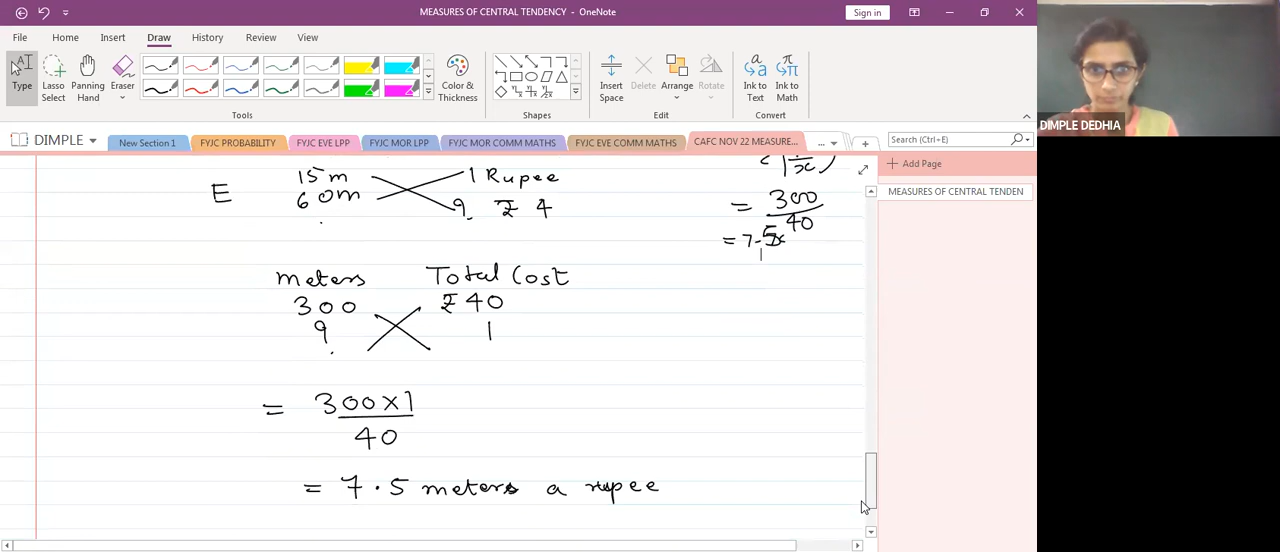 MEASURES OF CENTRAL TENDENCY - OneNote
Sign in
File Home Insert Draw History Review View
Type
Lasso Select
Panning Hand
Eraser
Color & Thickness
Insert Space
Delete
Arrange
Rotate
Ink to Text
Ink to Math
Tools
Shapes
Edit
Convert
DIMPLE
New Section 1
FYJC PROBABILITY
FYJC EVE LPP
FYJC MOR LPP
FYJC MOR COMM MATHS
FYJC EVE COMM MATHS
CAFC NOV 22 MEASURE...
Search (Ctrl+E)
Add Page
MEASURES OF CENTRAL TENDEN
DIMPLE DEDHIA
E
15 m 1 Rupee
60m ? ₹ 4
= 300
40
= 7.5
meters Total Cost
300 ₹ 40
? 1
= 300 × 1
40
= 7.5 meters a rupee